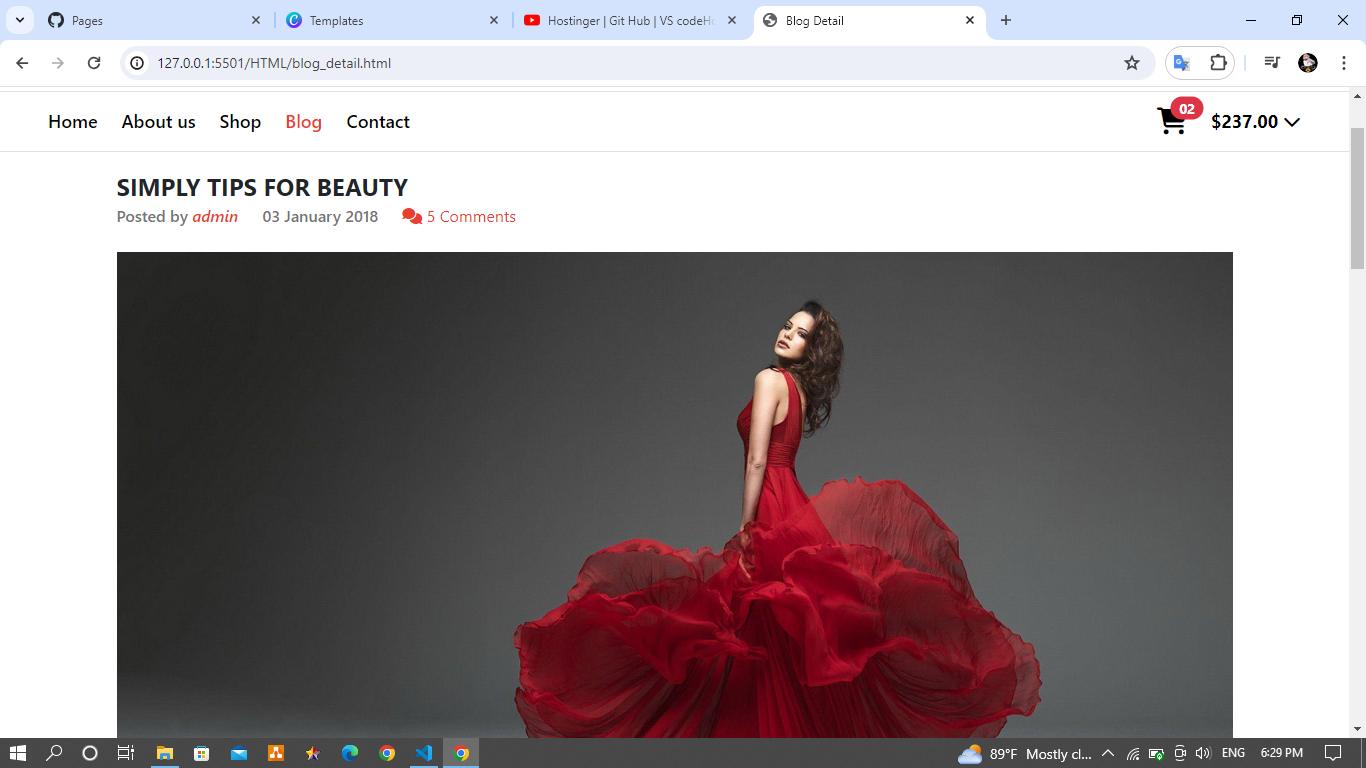 Pages
Templates
Hostinger | Git Hub | VS codeHo
Blog Detail
127.0.0.1:5501/HTML/blog_detail.html
Home About us Shop Blog Contact 02 $237.00
SIMPLY TIPS FOR BEAUTY
Posted by admin 03 January 2018 5 Comments
89°F Mostly cl... ENG 6:29 PM